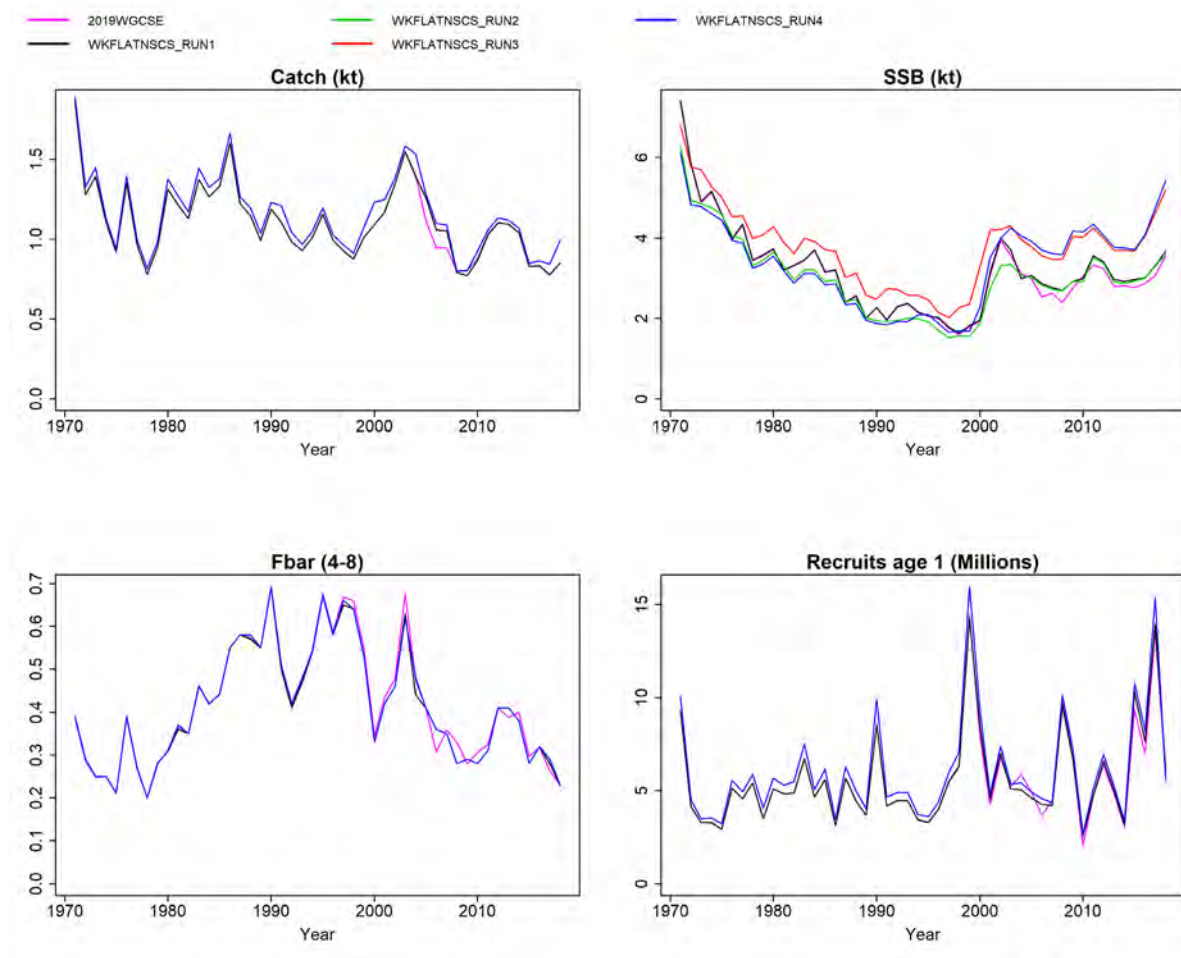 2019WGCSE WKFLATNSCS_RUN2 WKFLATNSCS_RUN4
WKFLATNSCS_RUN1 WKFLATNSCS_RUN3
Catch (kt) SSB (kt)
1.5
1.0
0.5
0.0
6
4
2
0
1970 1980 1990 2000 2010 1970 1980 1990 2000 2010
Year Year
Fbar (4-8) Recruits age 1 (Millions)
0.7
0.6
0.5
0.4
0.3
0.2
0.1
0.0
15
10
5
0
1970 1980 1990 2000 2010 1970 1980 1990 2000 2010
Year Year